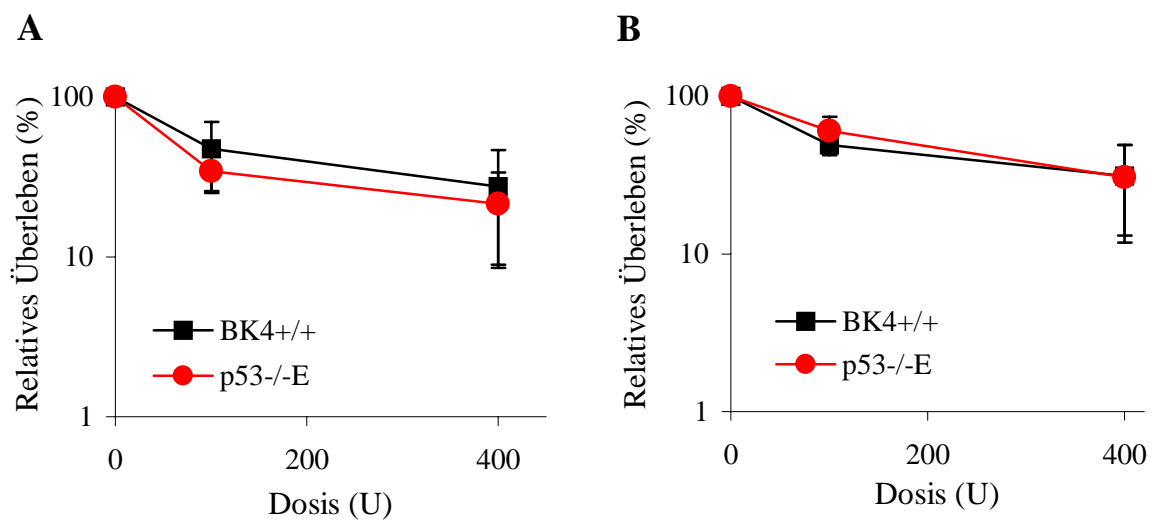 A
Relatives Überleben (%)
100
10
1
BK4+/+
p53-/-E
0
200
400
Dosis (U)
B
Relatives Überleben (%)
100
10
1
BK4+/+
p53-/-E
0
200
400
Dosis (U)